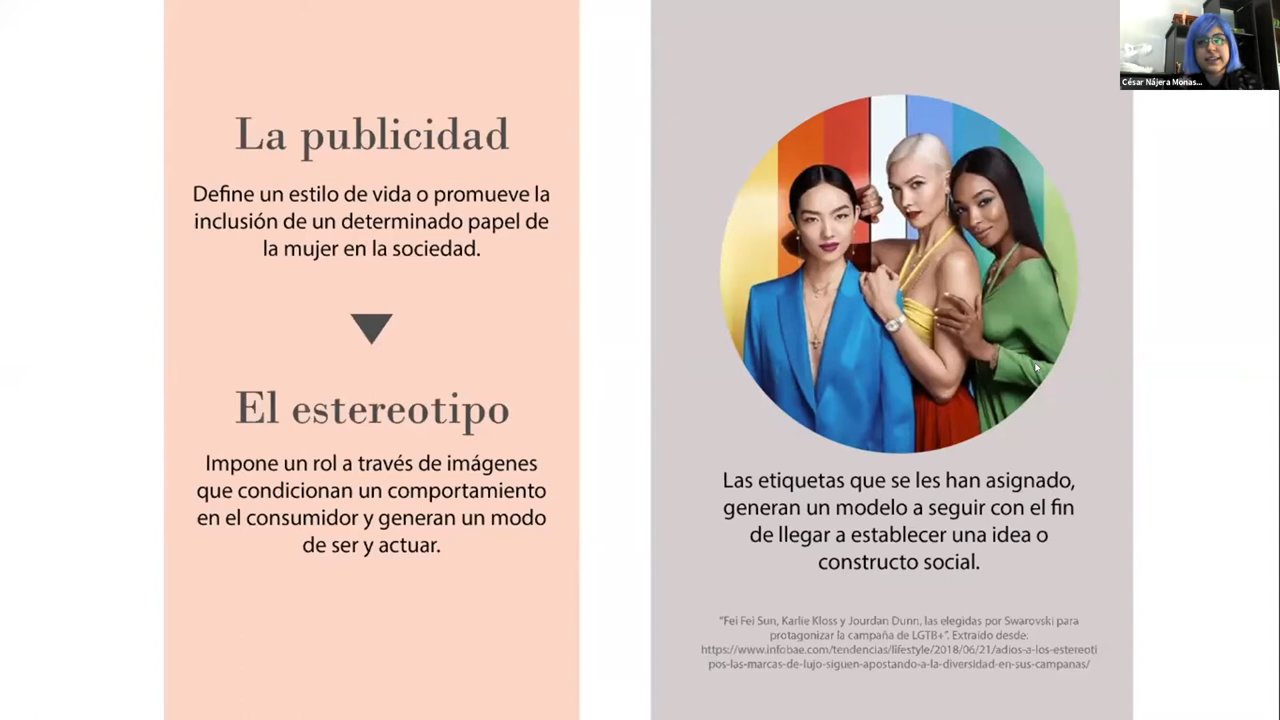 La publicidad
Define un estilo de vida o promueve la
inclusión de un determinado papel de
la mujer en la sociedad.
El estereotipo
Impone un rol a través de imágenes
que condicionan un comportamiento
en el consumidor y generan un modo
de ser y actuar.
Las etiquetas que se les han asignado,
generan un modelo a seguir con el fin
de llegar a establecer una idea o
constructo social.
"Fei Fei Sun, Karlie Kloss y Jourdan Dunn, las elegidas por Swarovski para
protagonizar la campaña de LGTB+". Extraído desde:
https://www.infobae.com/tendencias/lifestyle/2018/06/21/adios-a-los-estereoti
pos-las-marcas-de-lujo-siguen-apostando-a-la-diversidad-en-sus-campanas/
César Nájera Monas...